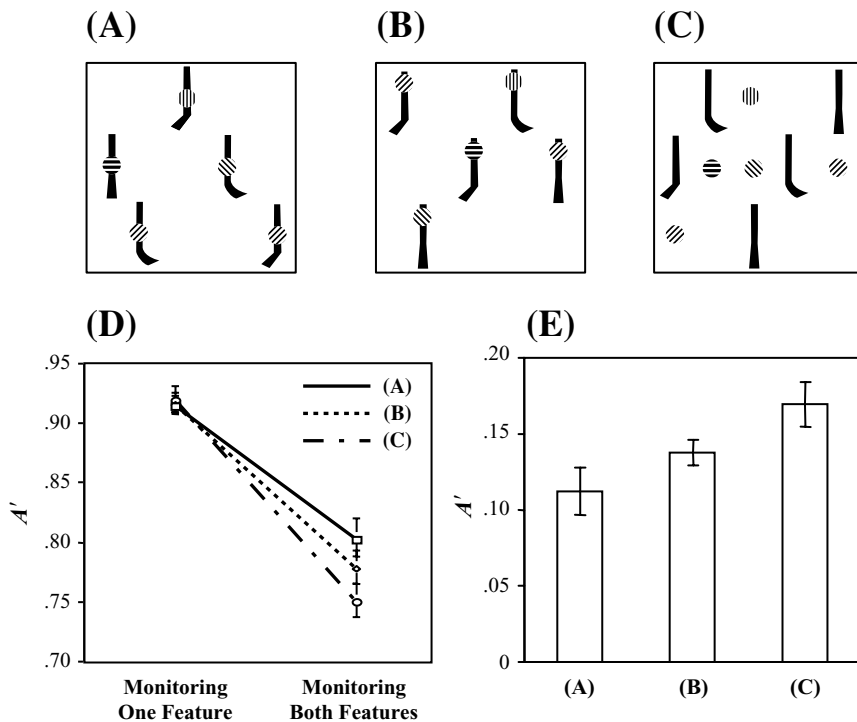 (A)
(B)
(C)
(D)
.95
.90
.85
.80
.75
.70
A′
(A)
(B)
(C)
Monitoring
One Feature
Monitoring
Both Features
(E)
.20
.15
.10
.05
0
A′
(A)
(B)
(C)